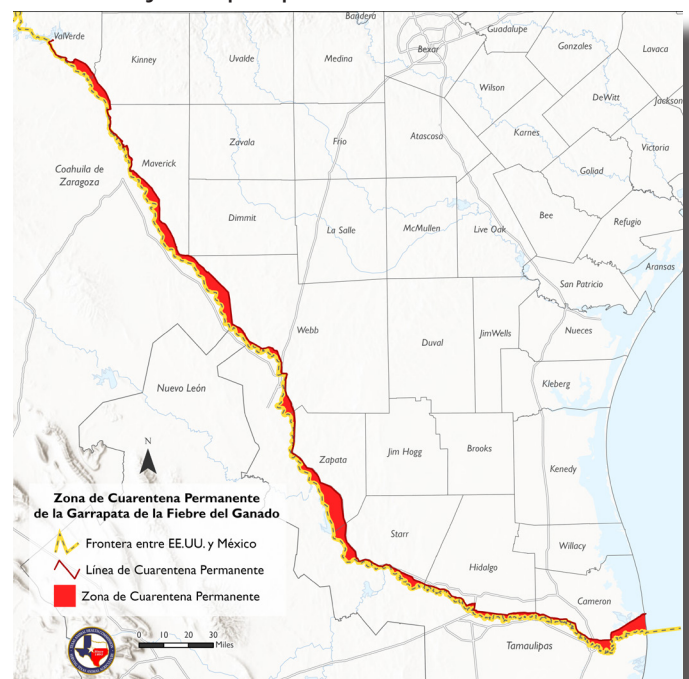 Bandera
Guadalupe
ValVerde
Gonzales
Lavaca
Bexar
Kinney
Uvalde
Medina
Wilson
DeWitt
Jackson
Karnes
Zavala
Frio
Atascosa
Victoria
Maverick
Coahuila de
Zaragoza
Goliad
Dimmit
Bee
Refugio
La Salle
McMullen
Live Oak
Aransas
San Patricio
Webb
Duval
JimWells
Nueces
Nuevo León
Kleberg
N
Zapata
Jim Hogg
Brooks
Kenedy
Zona de Cuarentena Permanente
de la Garrapata de la Fiebre del Ganado
Frontera entre EE.UU. y México
Línea de Cuarentena Permanente
Zona de Cuarentena Permanente
Starr
Willacy
Hidalgo
Cameron
Tamaulipas
0 10 20 30
Miles